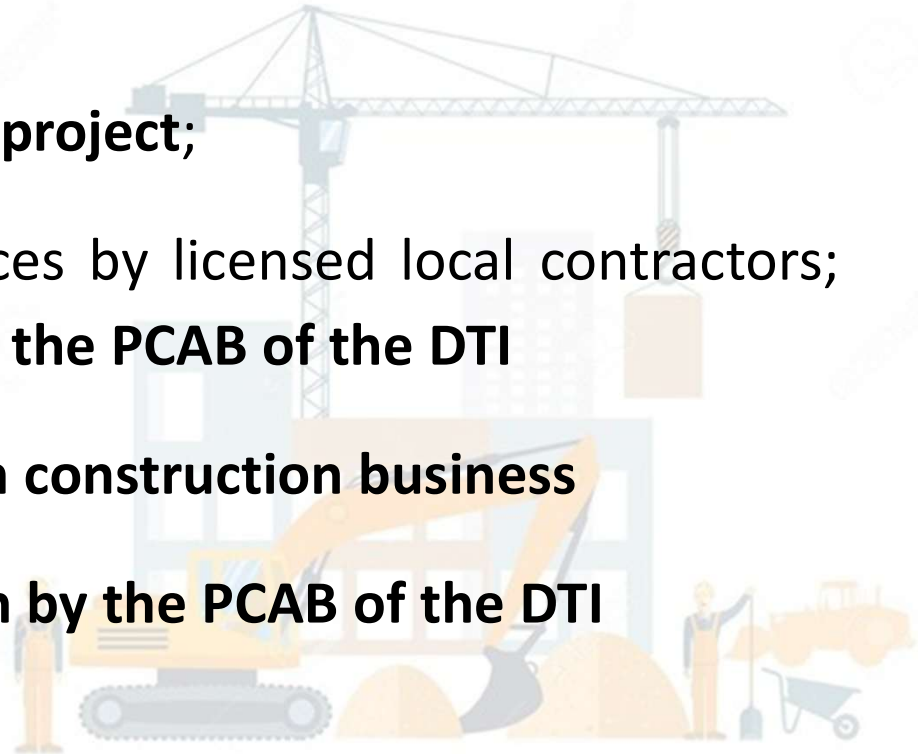 project;
ces by licensed local contractors;
the PCAB of the DTI
construction business
by the PCAB of the DTI